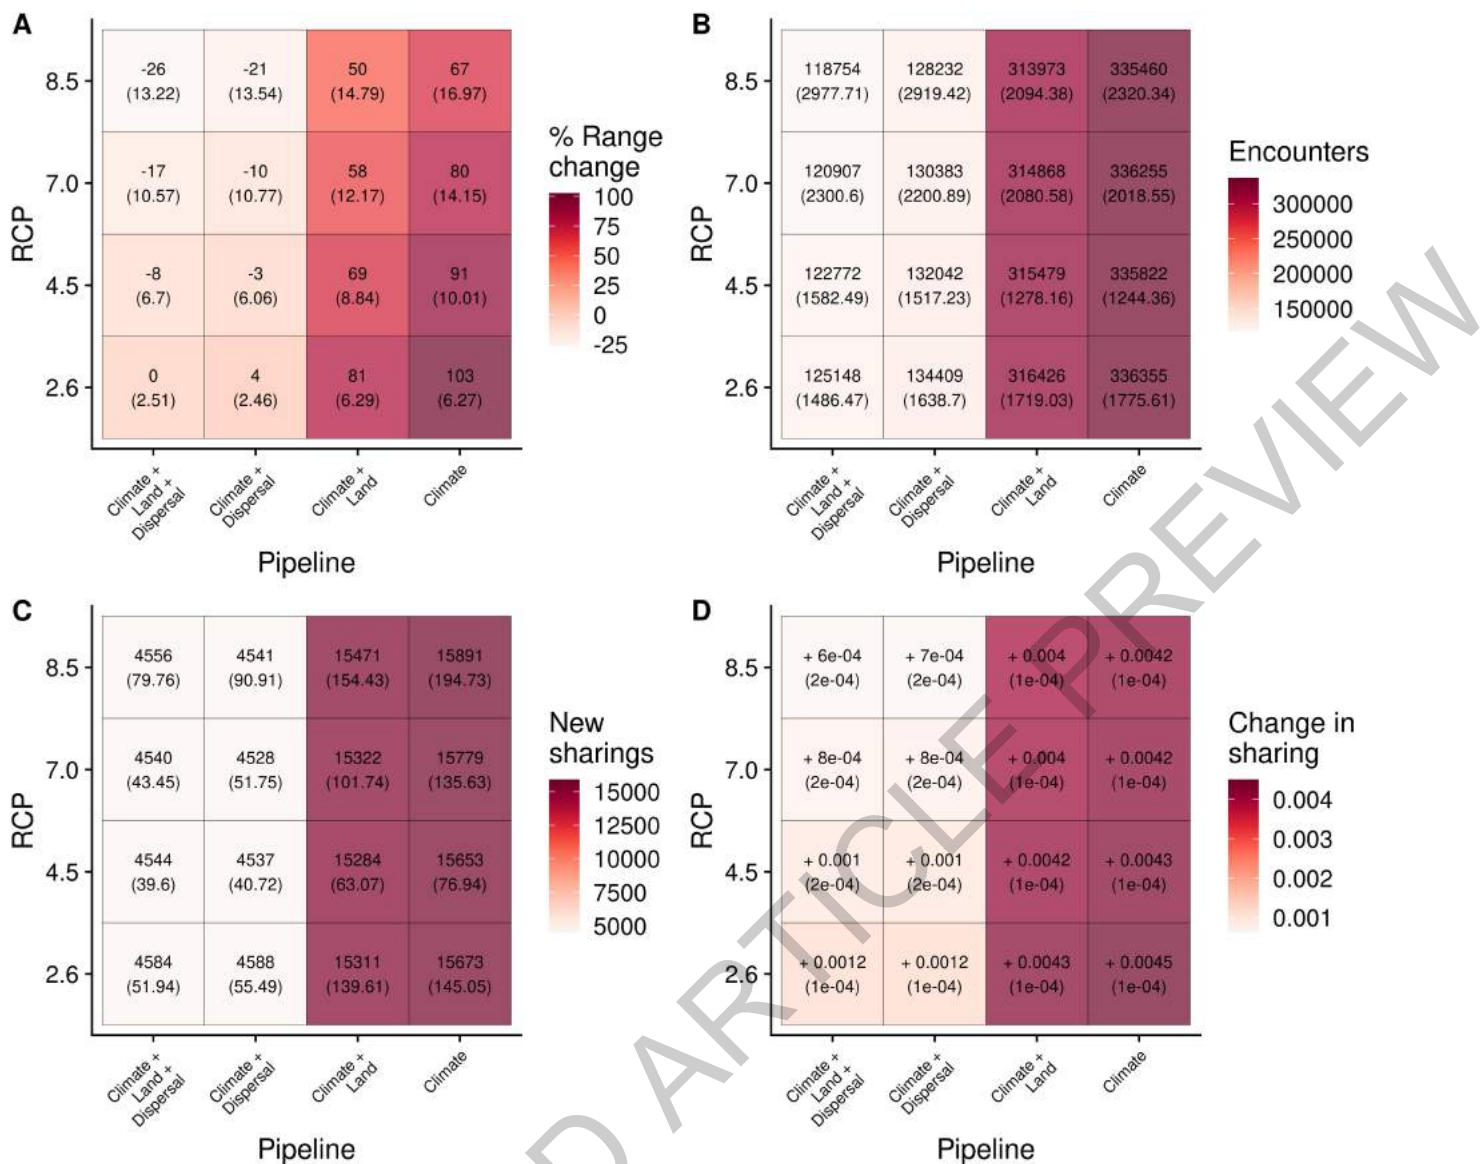 A
8.5
-26
-21
50
67
(13.22)
(13.54)
(14.79)
(16.97)
7.0
-17
-10
58
80
(10.57)
(10.77)
(12.17)
(14.15)
4.5
-8
-3
69
91
(6.7)
(6.06)
(8.84)
(10.01)
2.6
0
4
81
103
(2.51)
(2.46)
(6.29)
(6.27)
RCP
Climate +
Land +
Dispersal
Climate +
Dispersal
Climate +
Land
Climate
Pipeline
% Range
change
100
75
50
25
0
-25
B
8.5
118754
128232
313973
335460
(2977.71)
(2919.42)
(2094.38)
(2320.34)
7.0
120907
130383
314868
336255
(2300.6)
(2200.89)
(2080.58)
(2018.55)
4.5
122772
132042
315479
335822
(1582.49)
(1517.23)
(1278.16)
(1244.36)
2.6
125148
134409
316426
336355
(1486.47)
(1638.7)
(1719.03)
(1775.61)
RCP
Climate +
Land +
Dispersal
Climate +
Dispersal
Climate +
Land
Climate
Pipeline
Encounters
300000
250000
200000
150000
C
8.5
4556
4541
15471
15891
(79.76)
(90.91)
(154.43)
(194.73)
7.0
4540
4528
15322
15779
(43.45)
(51.75)
(101.74)
(135.63)
4.5
4544
4537
15284
15653
(39.6)
(40.72)
(63.07)
(76.94)
2.6
4584
4588
15311
15673
(51.94)
(55.49)
(139.61)
(145.05)
RCP
Climate +
Land +
Dispersal
Climate +
Dispersal
Climate +
Land
Climate
Pipeline
New
sharings
15000
12500
10000
7500
5000
D
8.5
+ 6e-04
+ 7e-04
+ 0.004
+ 0.0042
(2e-04)
(2e-04)
(1e-04)
(1e-04)
7.0
+ 8e-04
+ 8e-04
+ 0.004
+ 0.0042
(2e-04)
(2e-04)
(1e-04)
(1e-04)
4.5
+ 0.001
+ 0.001
+ 0.0042
+ 0.0043
(2e-04)
(2e-04)
(1e-04)
(1e-04)
2.6
+ 0.0012
+ 0.0012
+ 0.0043
+ 0.0045
(1e-04)
(1e-04)
(1e-04)
(1e-04)
RCP
Climate +
Land +
Dispersal
Climate +
Dispersal
Climate +
Land
Climate
Pipeline
Change in
sharing
0.004
0.003
0.002
0.001
D ARTICLE PREVIEW